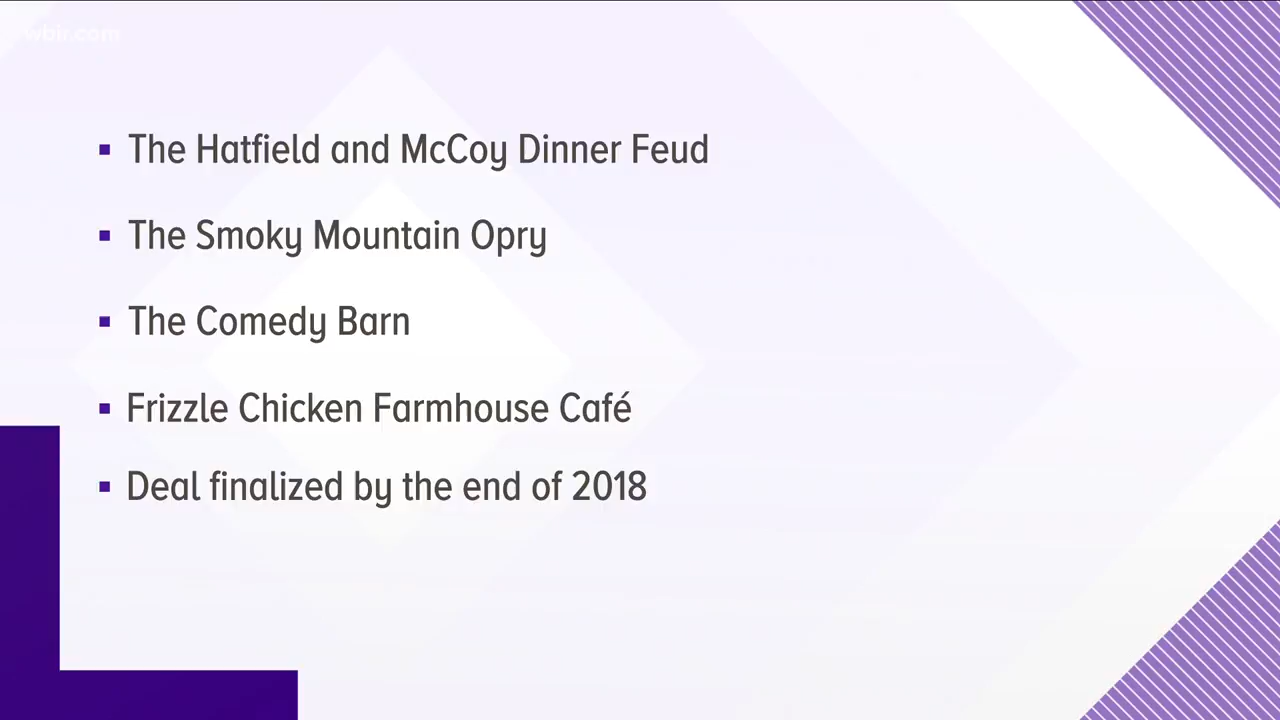 wbir.com
The Hatfield and McCoy Dinner Feud
The Smoky Mountain Opry
The Comedy Barn
Frizzle Chicken Farmhouse Café
Deal finalized by the end of 2018